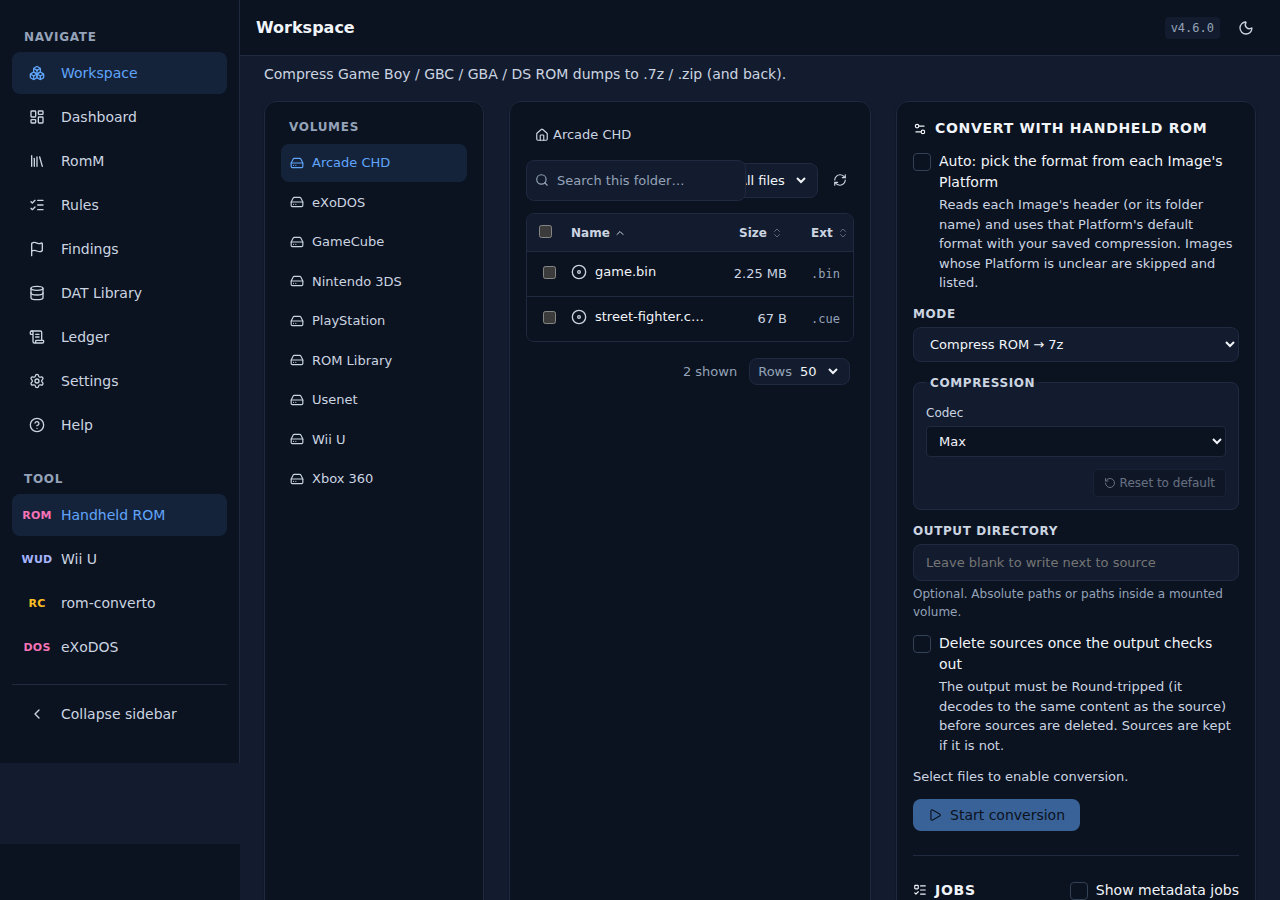 NAVIGATE
Workspace
Dashboard
RomM
Rules
Findings
DAT Library
Ledger
Settings
Help
TOOL
ROM Handheld ROM
WUD Wii U
RC rom-converto
DOS eXoDOS
Collapse sidebar
Workspace
v4.6.0
Compress Game Boy / GBC / GBA / DS ROM dumps to .7z / .zip (and back).
VOLUMES
Arcade CHD
eXoDOS
GameCube
Nintendo 3DS
PlayStation
ROM Library
Usenet
Wii U
Xbox 360
Arcade CHD
Search this folder…
ll files
Name Size Ext
game.bin 2.25 MB .bin
street-fighter.c… 67 B .cue
2 shown Rows 50
CONVERT WITH HANDHELD ROM
Auto: pick the format from each Image's
Platform
Reads each Image's header (or its folder
name) and uses that Platform's default
format with your saved compression. Images
whose Platform is unclear are skipped and
listed.
MODE
Compress ROM → 7z
COMPRESSION
Codec
Max
Reset to default
OUTPUT DIRECTORY
Leave blank to write next to source
Optional. Absolute paths or paths inside a mounted
volume.
Delete sources once the output checks
out
The output must be Round-tripped (it
decodes to the same content as the source)
before sources are deleted. Sources are kept
if it is not.
Select files to enable conversion.
Start conversion
JOBS
Show metadata jobs